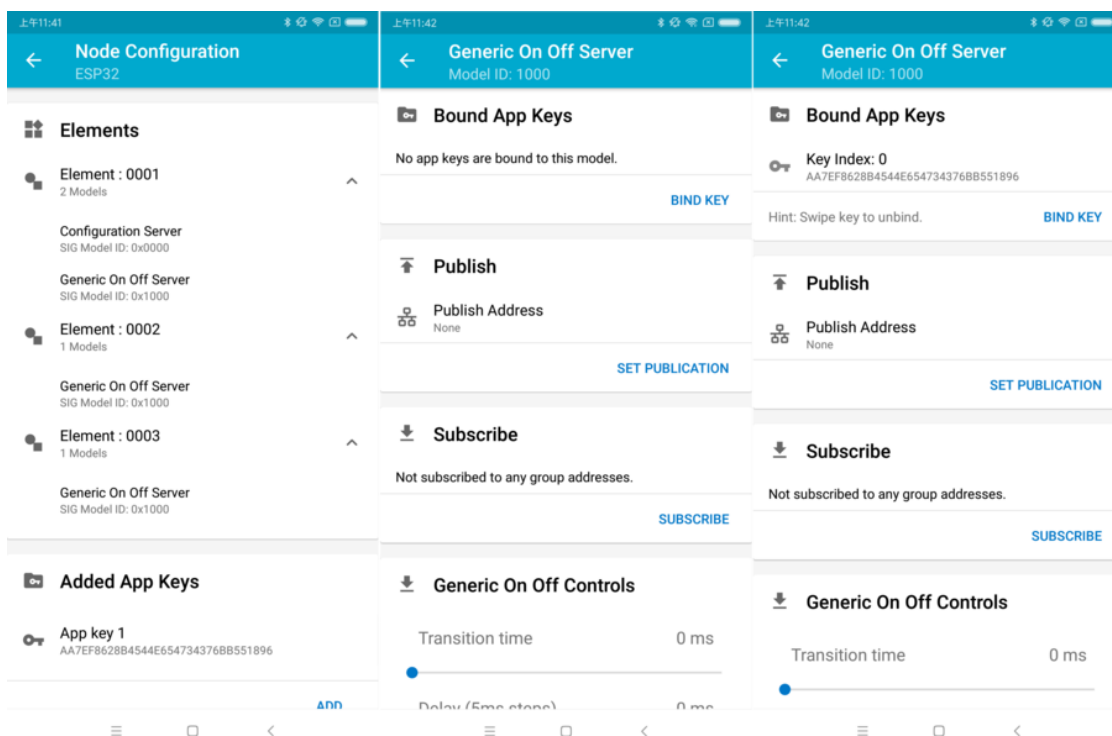 上午11:41
Node Configuration
ESP32
Elements
Element : 0001
2 Models
Configuration Server
SIG Model ID: 0x0000
Generic On Off Server
SIG Model ID: 0x1000
Element : 0002
1 Models
Generic On Off Server
SIG Model ID: 0x1000
Element : 0003
1 Models
Generic On Off Server
SIG Model ID: 0x1000
Added App Keys
App key 1
AA7EF8628B4544E654734376BB551896
ADD
上午11:42
Generic On Off Server
Model ID: 1000
Bound App Keys
No app keys are bound to this model.
BIND KEY
Publish
Publish Address
None
SET PUBLICATION
Subscribe
Not subscribed to any group addresses.
SUBSCRIBE
Generic On Off Controls
Transition time 0 ms
Delay (5ms steps) 0 ms
上午11:42
Generic On Off Server
Model ID: 1000
Bound App Keys
Key Index: 0
AA7EF8628B4544E654734376BB551896
Hint: Swipe key to unbind. BIND KEY
Publish
Publish Address
None
SET PUBLICATION
Subscribe
Not subscribed to any group addresses.
SUBSCRIBE
Generic On Off Controls
Transition time 0 ms